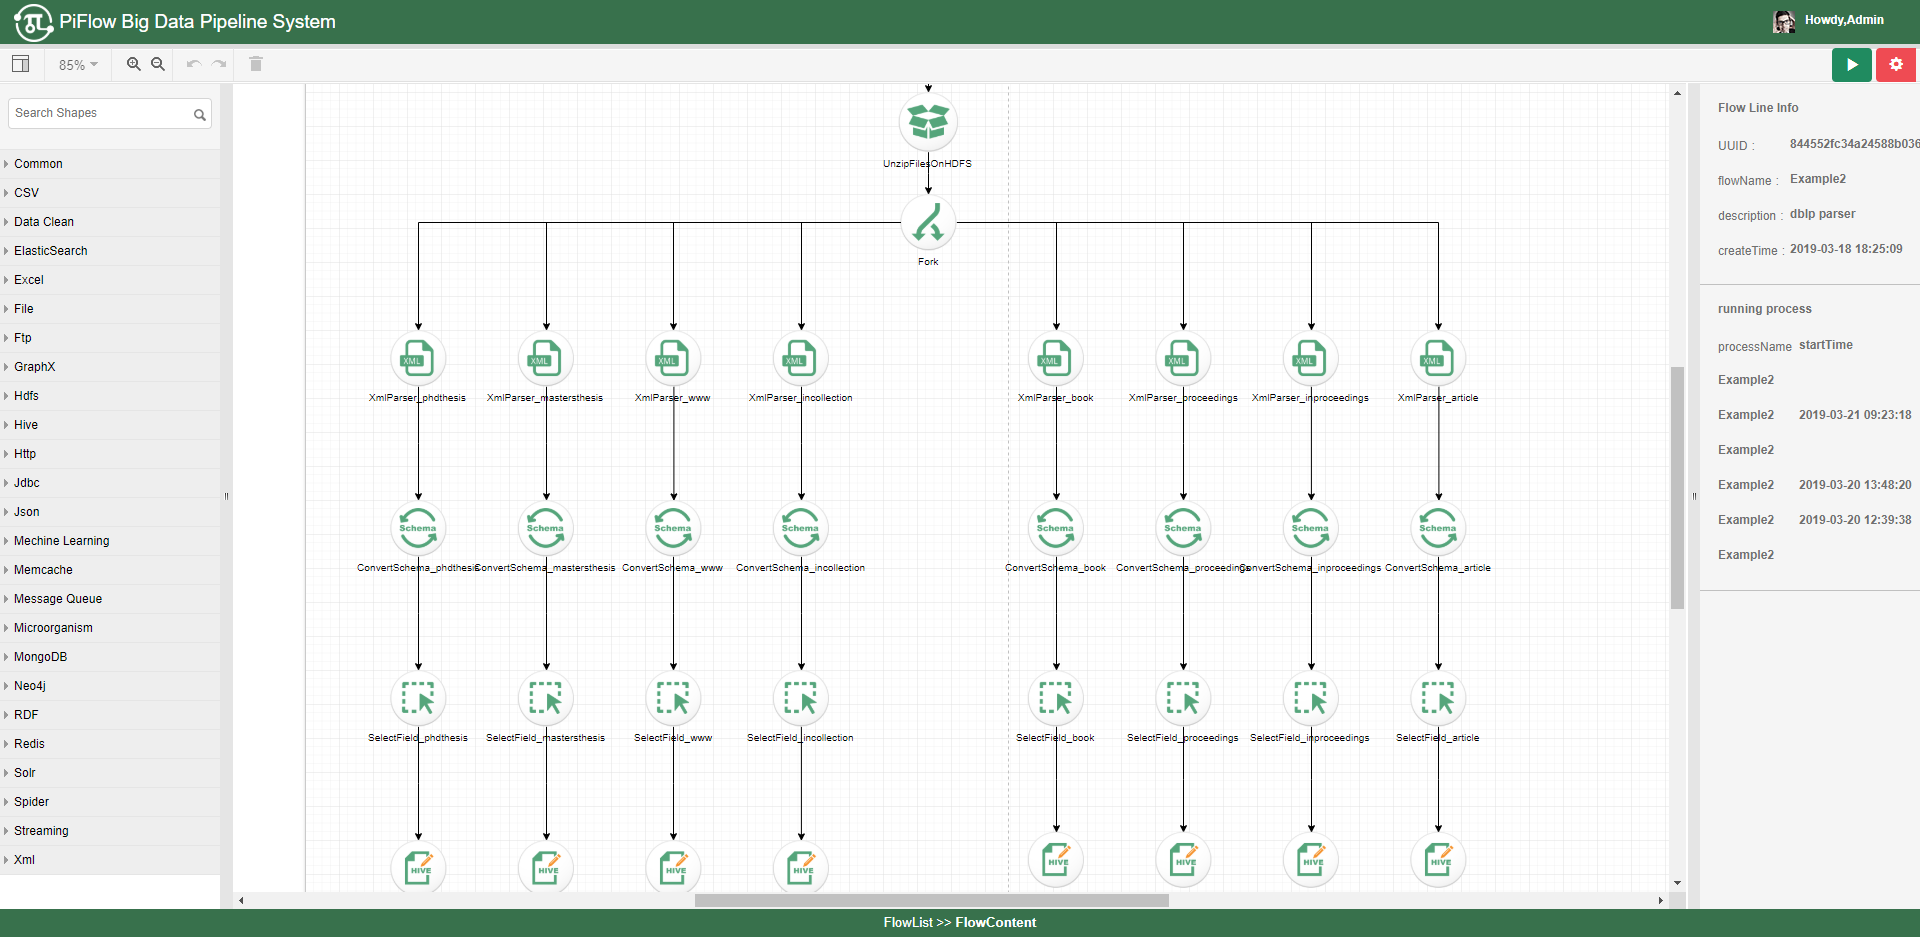 PiFlow Big Data Pipeline System
Howdy,Admin
85%
Search Shapes
Common
CSV
Data Clean
ElasticSearch
Excel
File
Ftp
GraphX
Hdfs
Hive
Http
Jdbc
Json
Mechine Learning
Memcache
Message Queue
Microorganism
MongoDB
Neo4j
RDF
Redis
Solr
Spider
Streaming
Xml
UnzipFilesOnHDFS
Fork
XML XML XML XML XML XML XML XML
XmlParser_phdthesis XmlParser_mastersthesis XmlParser_www XmlParser_incollection XmlParser_book XmlParser_proceedings XmlParser_inproceedings XmlParser_article
Schema Schema Schema Schema Schema Schema Schema Schema
ConvertSchema_phdthesis ConvertSchema_mastersthesis ConvertSchema_www ConvertSchema_incollection ConvertSchema_book ConvertSchema_proceedings ConvertSchema_inproceedings ConvertSchema_article
SelectField_phdthesis SelectField_mastersthesis SelectField_www SelectField_incollection SelectField_book SelectField_proceedings SelectField_inproceedings SelectField_article
HIVE HIVE HIVE HIVE HIVE HIVE HIVE HIVE
Flow Line Info
UUID : 844552fc34a24588b036
flowName : Example2
description : dblp parser
createTime : 2019-03-18 18:25:09
running process
processName startTime
Example2
Example2 2019-03-21 09:23:18
Example2
Example2 2019-03-20 13:48:20
Example2 2019-03-20 12:39:38
Example2
FlowList >> FlowContent